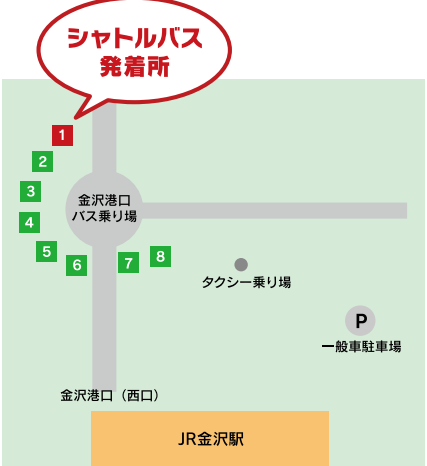 シャトルバス
発着所
1
2
3
4
5
6
7
8
金沢港口
バス乗り場
タクシー乗り場
P
一般車駐車場
金沢港口（西口）
JR金沢駅